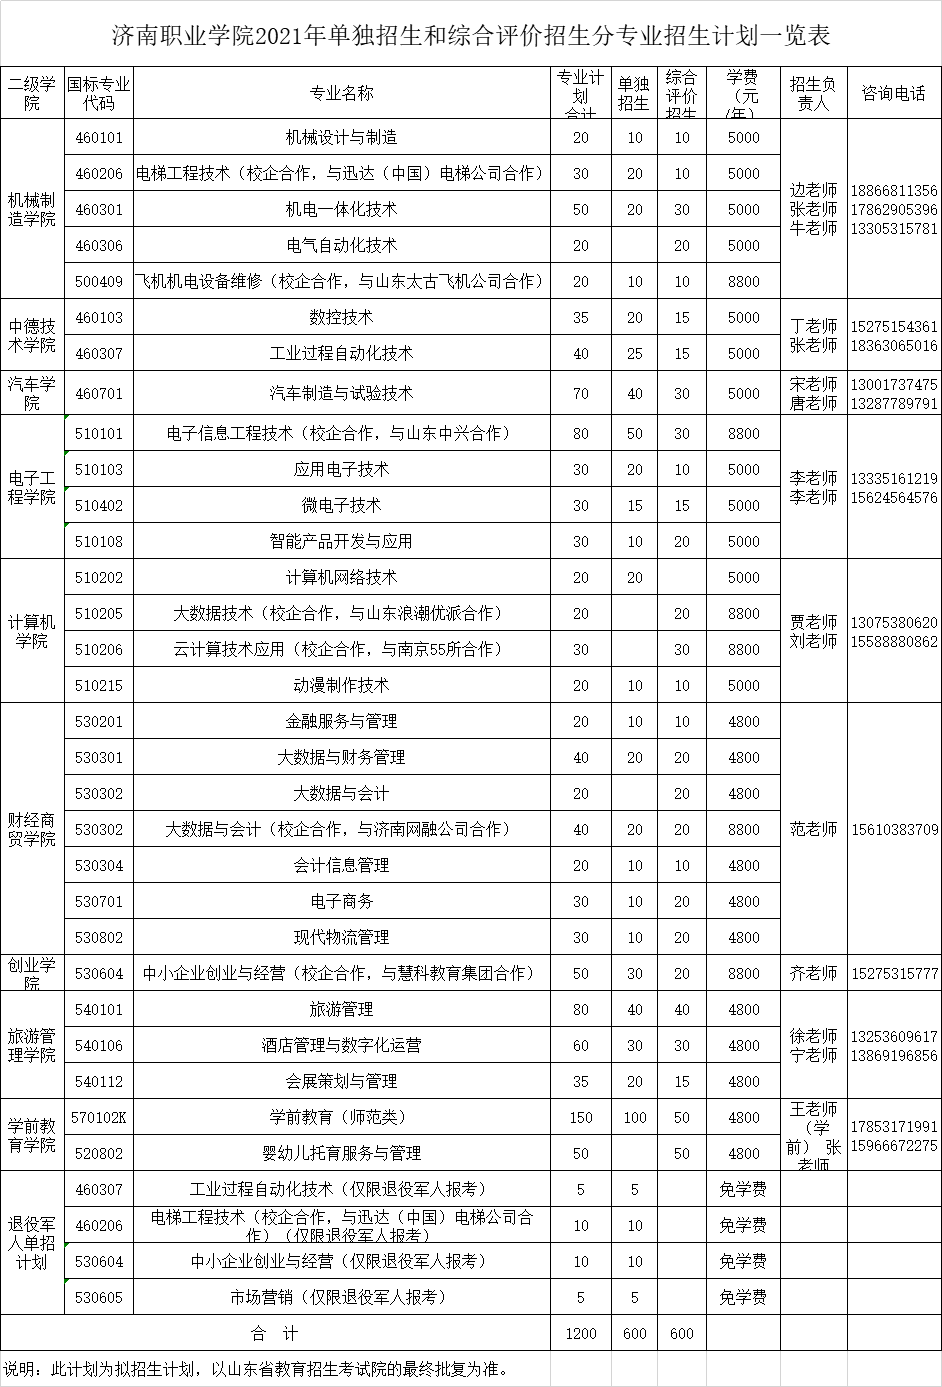 济南职业学院2021年单独招生和综合评价招生分专业招生计划一览表
二级学院 国标专业代码 专业名称 专业计划合计 单独招生 综合评价招生 学费（元/年） 招生负责人 咨询电话
机械制造学院 460101 机械设计与制造 20 10 10 5000 边老师 张老师 牛老师 18866811356 17862905396 13305315781
460206 电梯工程技术（校企合作，与迅达（中国）电梯公司合作） 30 20 10 5000
460301 机电一体化技术 50 20 30 5000
460306 电气自动化技术 20 20 5000
500409 飞机机电设备维修（校企合作，与山东太古飞机公司合作） 20 10 10 8800
中德技术学院 460103 数控技术 35 20 15 5000 丁老师 张老师 15275154361 18363065016
460307 工业过程自动化技术 40 25 15 5000
汽车学院 460701 汽车制造与试验技术 70 40 30 5000 宋老师 唐老师 13001737475 13287789791
电子工程学院 510101 电子信息工程技术（校企合作，与山东中兴合作） 80 50 30 8800 李老师 李老师 13335161219 15624564576
510103 应用电子技术 30 20 10 5000
510402 微电子技术 30 15 15 5000
510108 智能产品开发与应用 30 10 20 5000
计算机学院 510202 计算机网络技术 20 20 5000 贾老师 刘老师 13075380620 15588880862
510205 大数据技术（校企合作，与山东浪潮优派合作） 20 20 8800
510206 云计算技术应用（校企合作，与南京55所合作） 30 30 8800
510215 动漫制作技术 20 10 10 5000
财经商贸学院 530201 金融服务与管理 20 10 10 4800 范老师 15610383709
530301 大数据与财务管理 40 20 20 4800
530302 大数据与会计 20 20 4800
530302 大数据与会计（校企合作，与济南网融公司合作） 40 20 20 8800
530304 会计信息管理 20 10 10 4800
530701 电子商务 30 10 20 4800
530802 现代物流管理 30 10 20 4800
创业学院 530604 中小企业创业与经营（校企合作，与慧科教育集团合作） 50 30 20 8800 齐老师 15275315777
旅游管理学院 540101 旅游管理 80 40 40 4800 徐老师 宁老师 13253609617 13869196856
540106 酒店管理与数字化运营 60 30 30 4800
540112 会展策划与管理 35 20 15 4800
学前教育学院 570102K 学前教育（师范类） 150 100 50 4800 王老师（学前） 张老师 17853171991 15966672275
520802 婴幼儿托育服务与管理 50 50 4800
退役军人单招计划 460307 工业过程自动化技术（仅限退役军人报考） 5 5 免学费
460206 电梯工程技术（校企合作，与迅达（中国）电梯公司合作）（仅限退役军人报考） 10 10 免学费
530604 中小企业创业与经营（仅限退役军人报考） 10 10 免学费
530605 市场营销（仅限退役军人报考） 5 5 免学费
合 计 1200 600 600
说明：此计划为拟招生计划，以山东省教育招生考试院的最终批复为准。